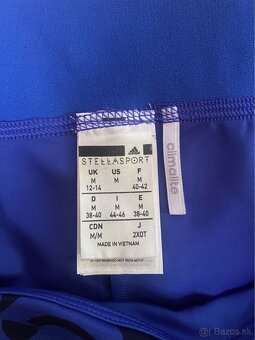 STELLASPORT
UK US F
M M M
12-14 M 40-42
D E I
M M M
38-40 44-46 38-40
CDN J
M/M 2XOT
MADE IN VIETNAM
climalite
© bazos.sk